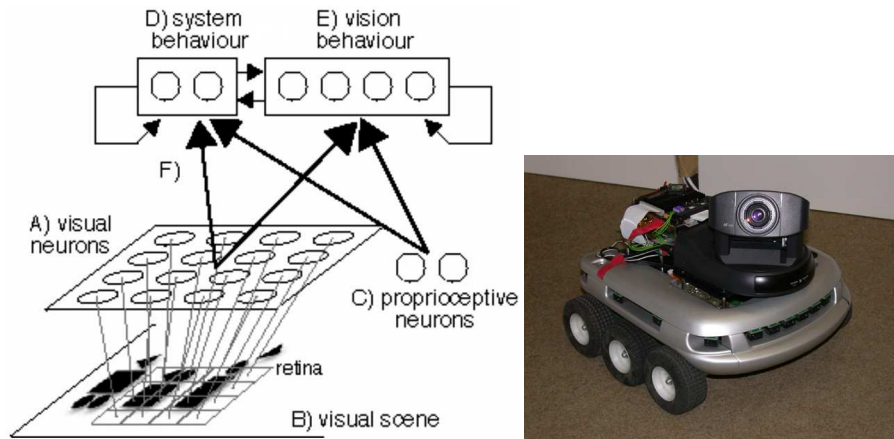 D) system
behaviour
E) vision
behaviour
F)
A) visual
neurons
C) proprioceptive
neurons
retina
B) visual scene